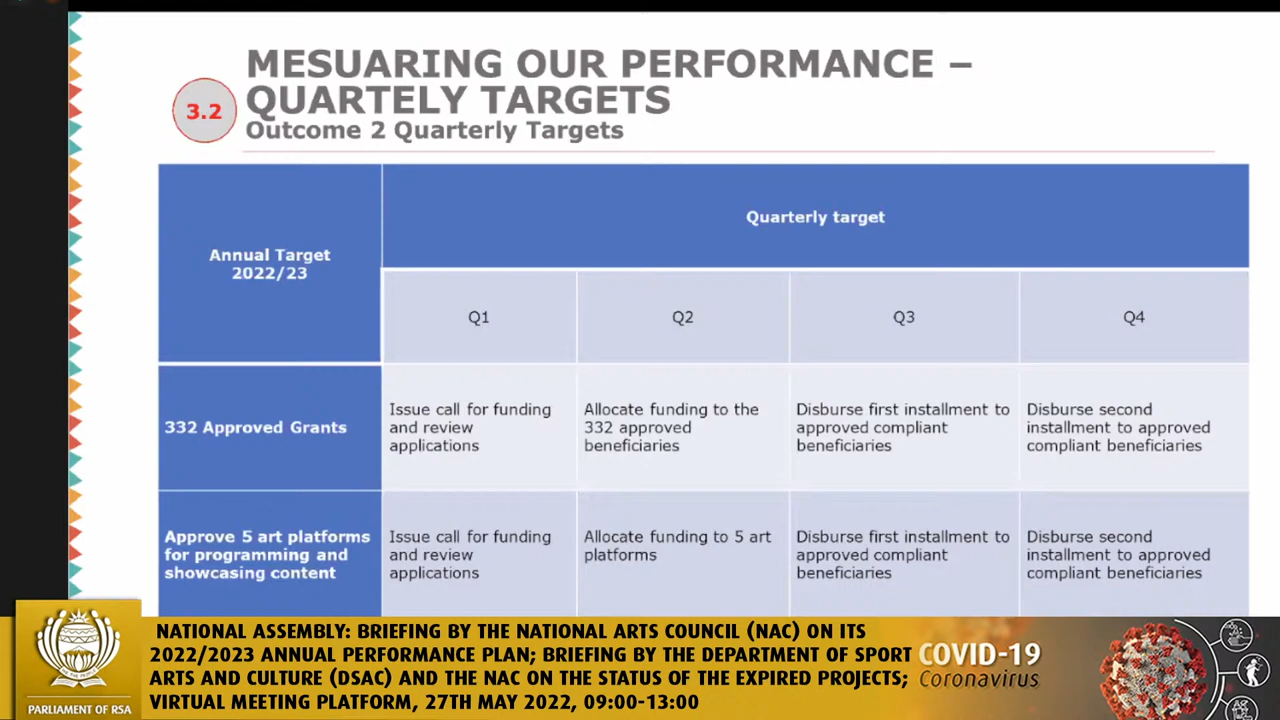 MESUARING OUR PERFORMANCE –
QUARTELY TARGETS
3.2
Outcome 2 Quarterly Targets
Annual Target
2022/23
Quarterly target
Q1
Q2
Q3
Q4
332 Approved Grants
Issue call for funding
and review
applications
Allocate funding to the
332 approved
beneficiaries
Disburse first installment to
approved compliant
beneficiaries
Disburse second
installment to approved
compliant beneficiaries
Approve 5 art platforms
for programming and
showcasing content
Issue call for funding
and review
applications
Allocate funding to 5 art
platforms
Disburse first installment to
approved compliant
beneficiaries
Disburse second
installment to approved
compliant beneficiaries
PARLIAMENT OF RSA
NATIONAL ASSEMBLY: BRIEFING BY THE NATIONAL ARTS COUNCIL (NAC) ON ITS
2022/2023 ANNUAL PERFORMANCE PLAN; BRIEFING BY THE DEPARTMENT OF SPORT
ARTS AND CULTURE (DSAC) AND THE NAC ON THE STATUS OF THE EXPIRED PROJECTS;
VIRTUAL MEETING PLATFORM, 27TH MAY 2022, 09:00-13:00
COVID-19
Coronavirus